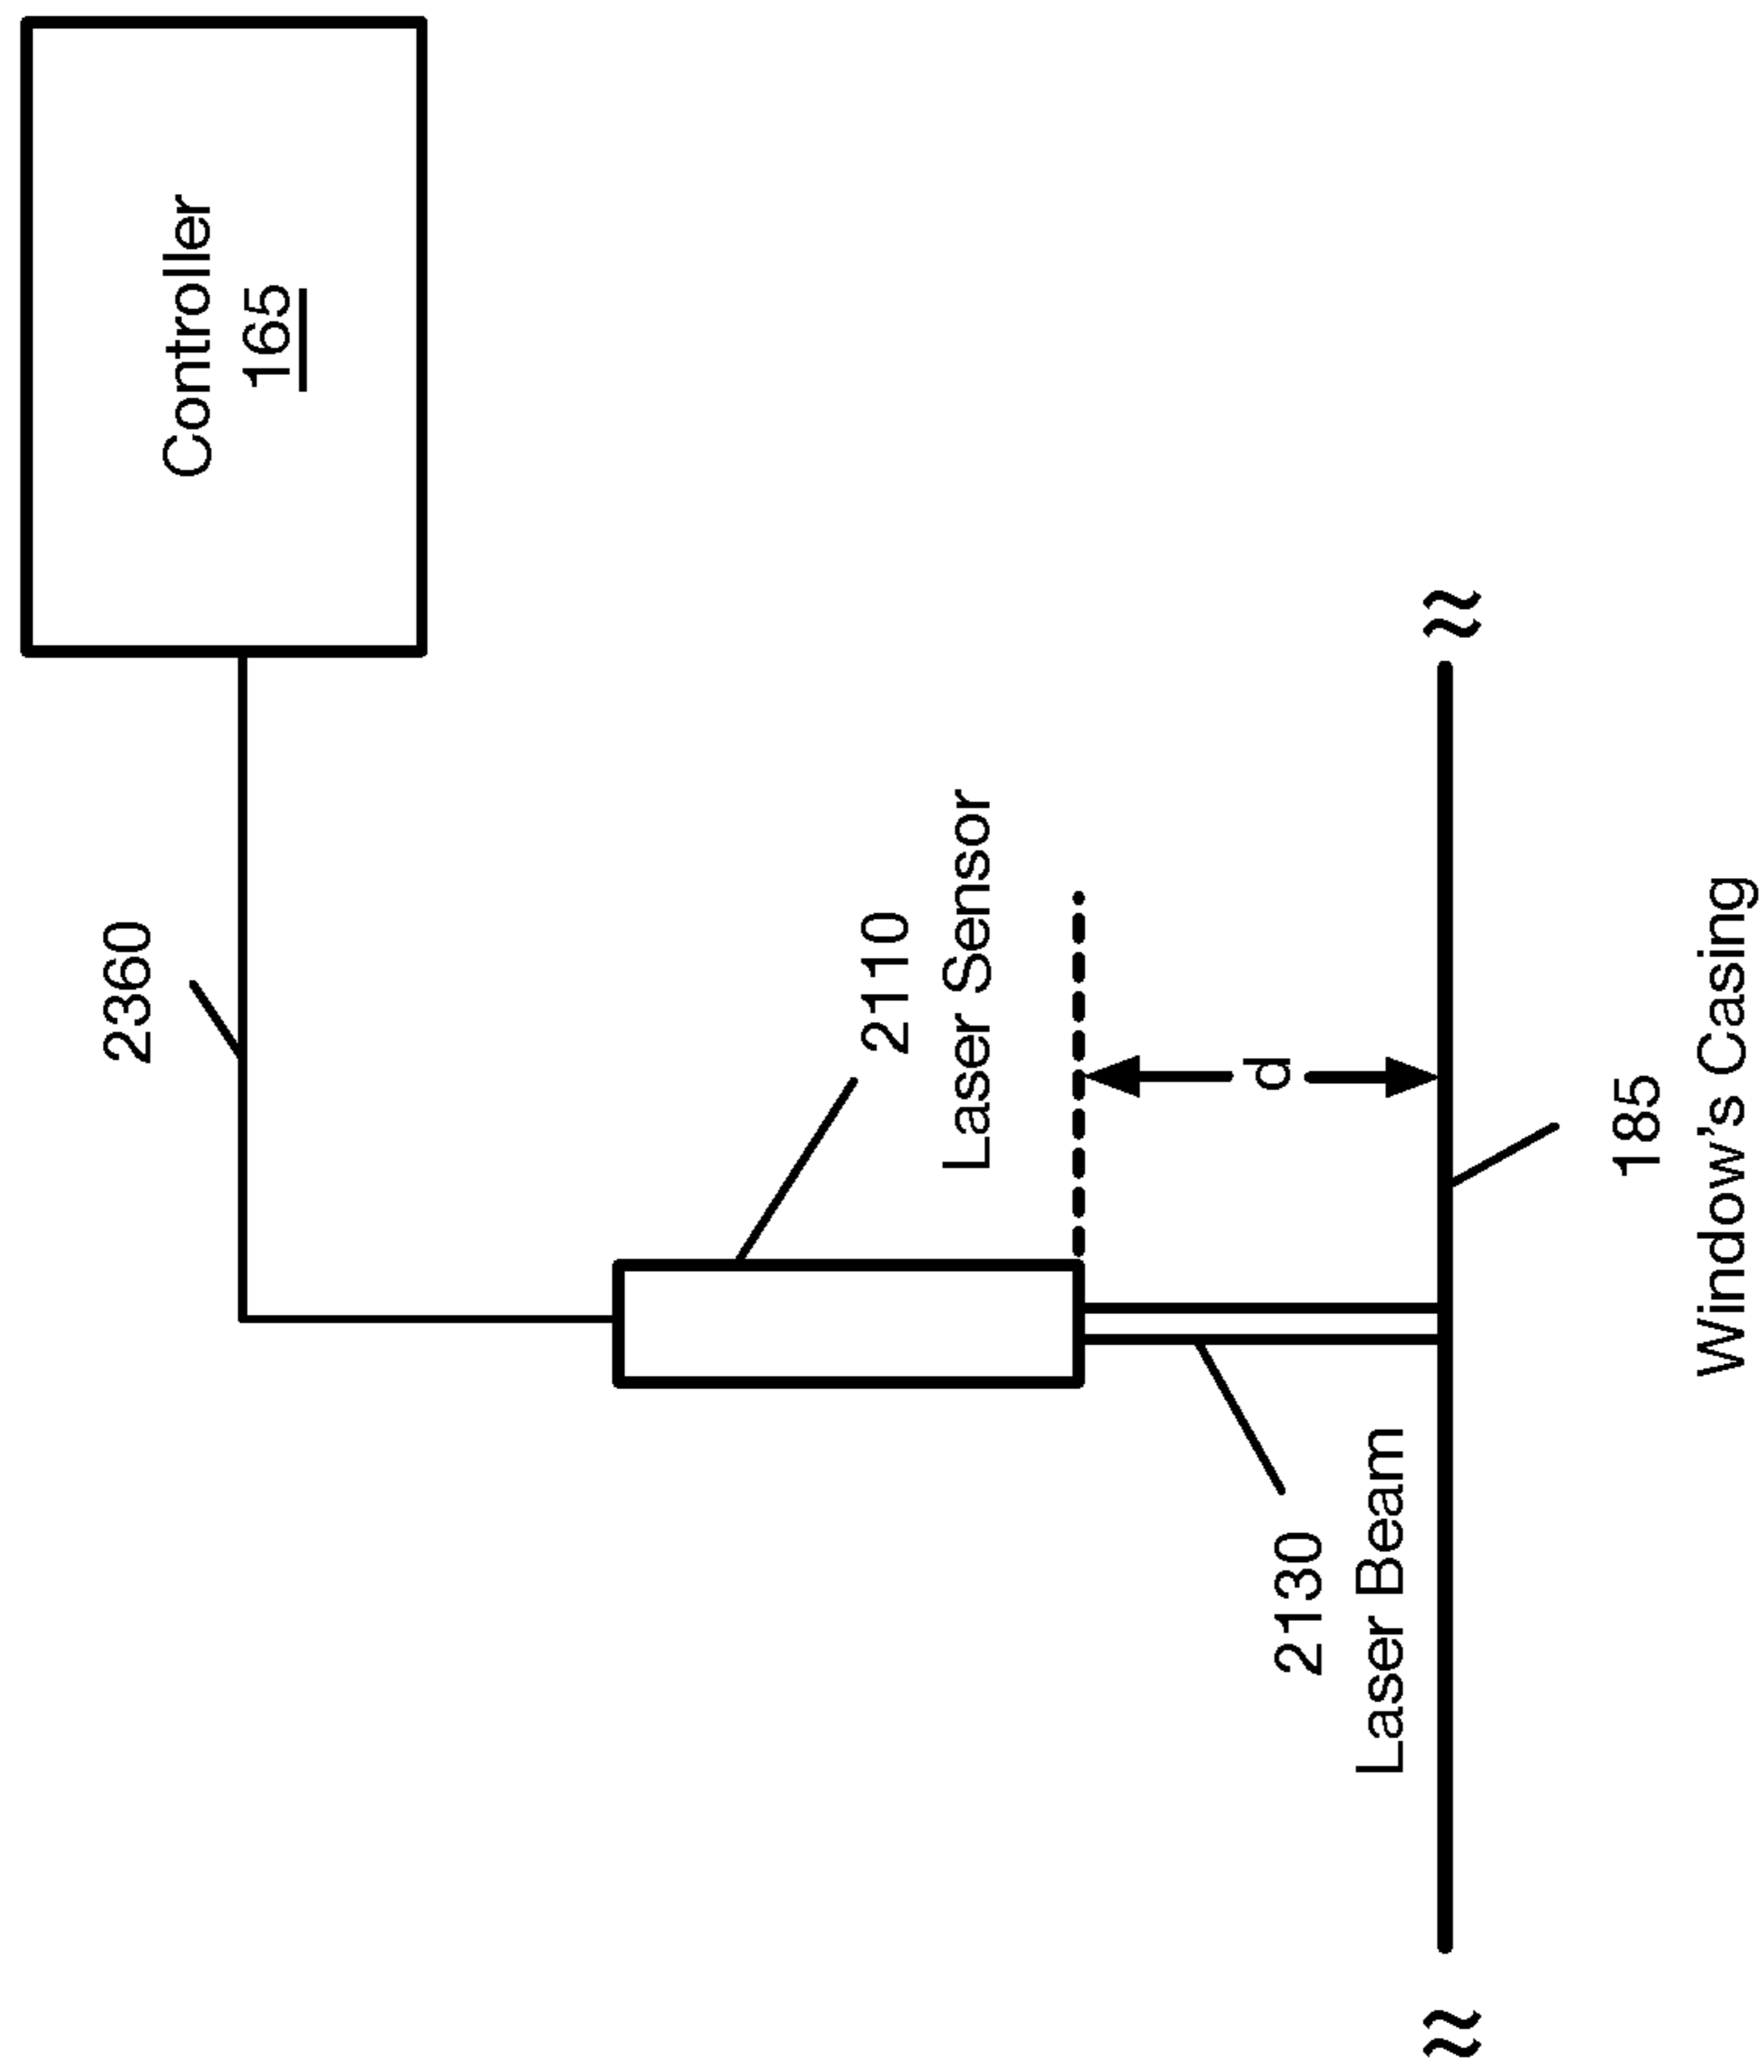 Controller
165
2360
2110
Laser Sensor
d
2130
Laser Beam
185
Window's Casing